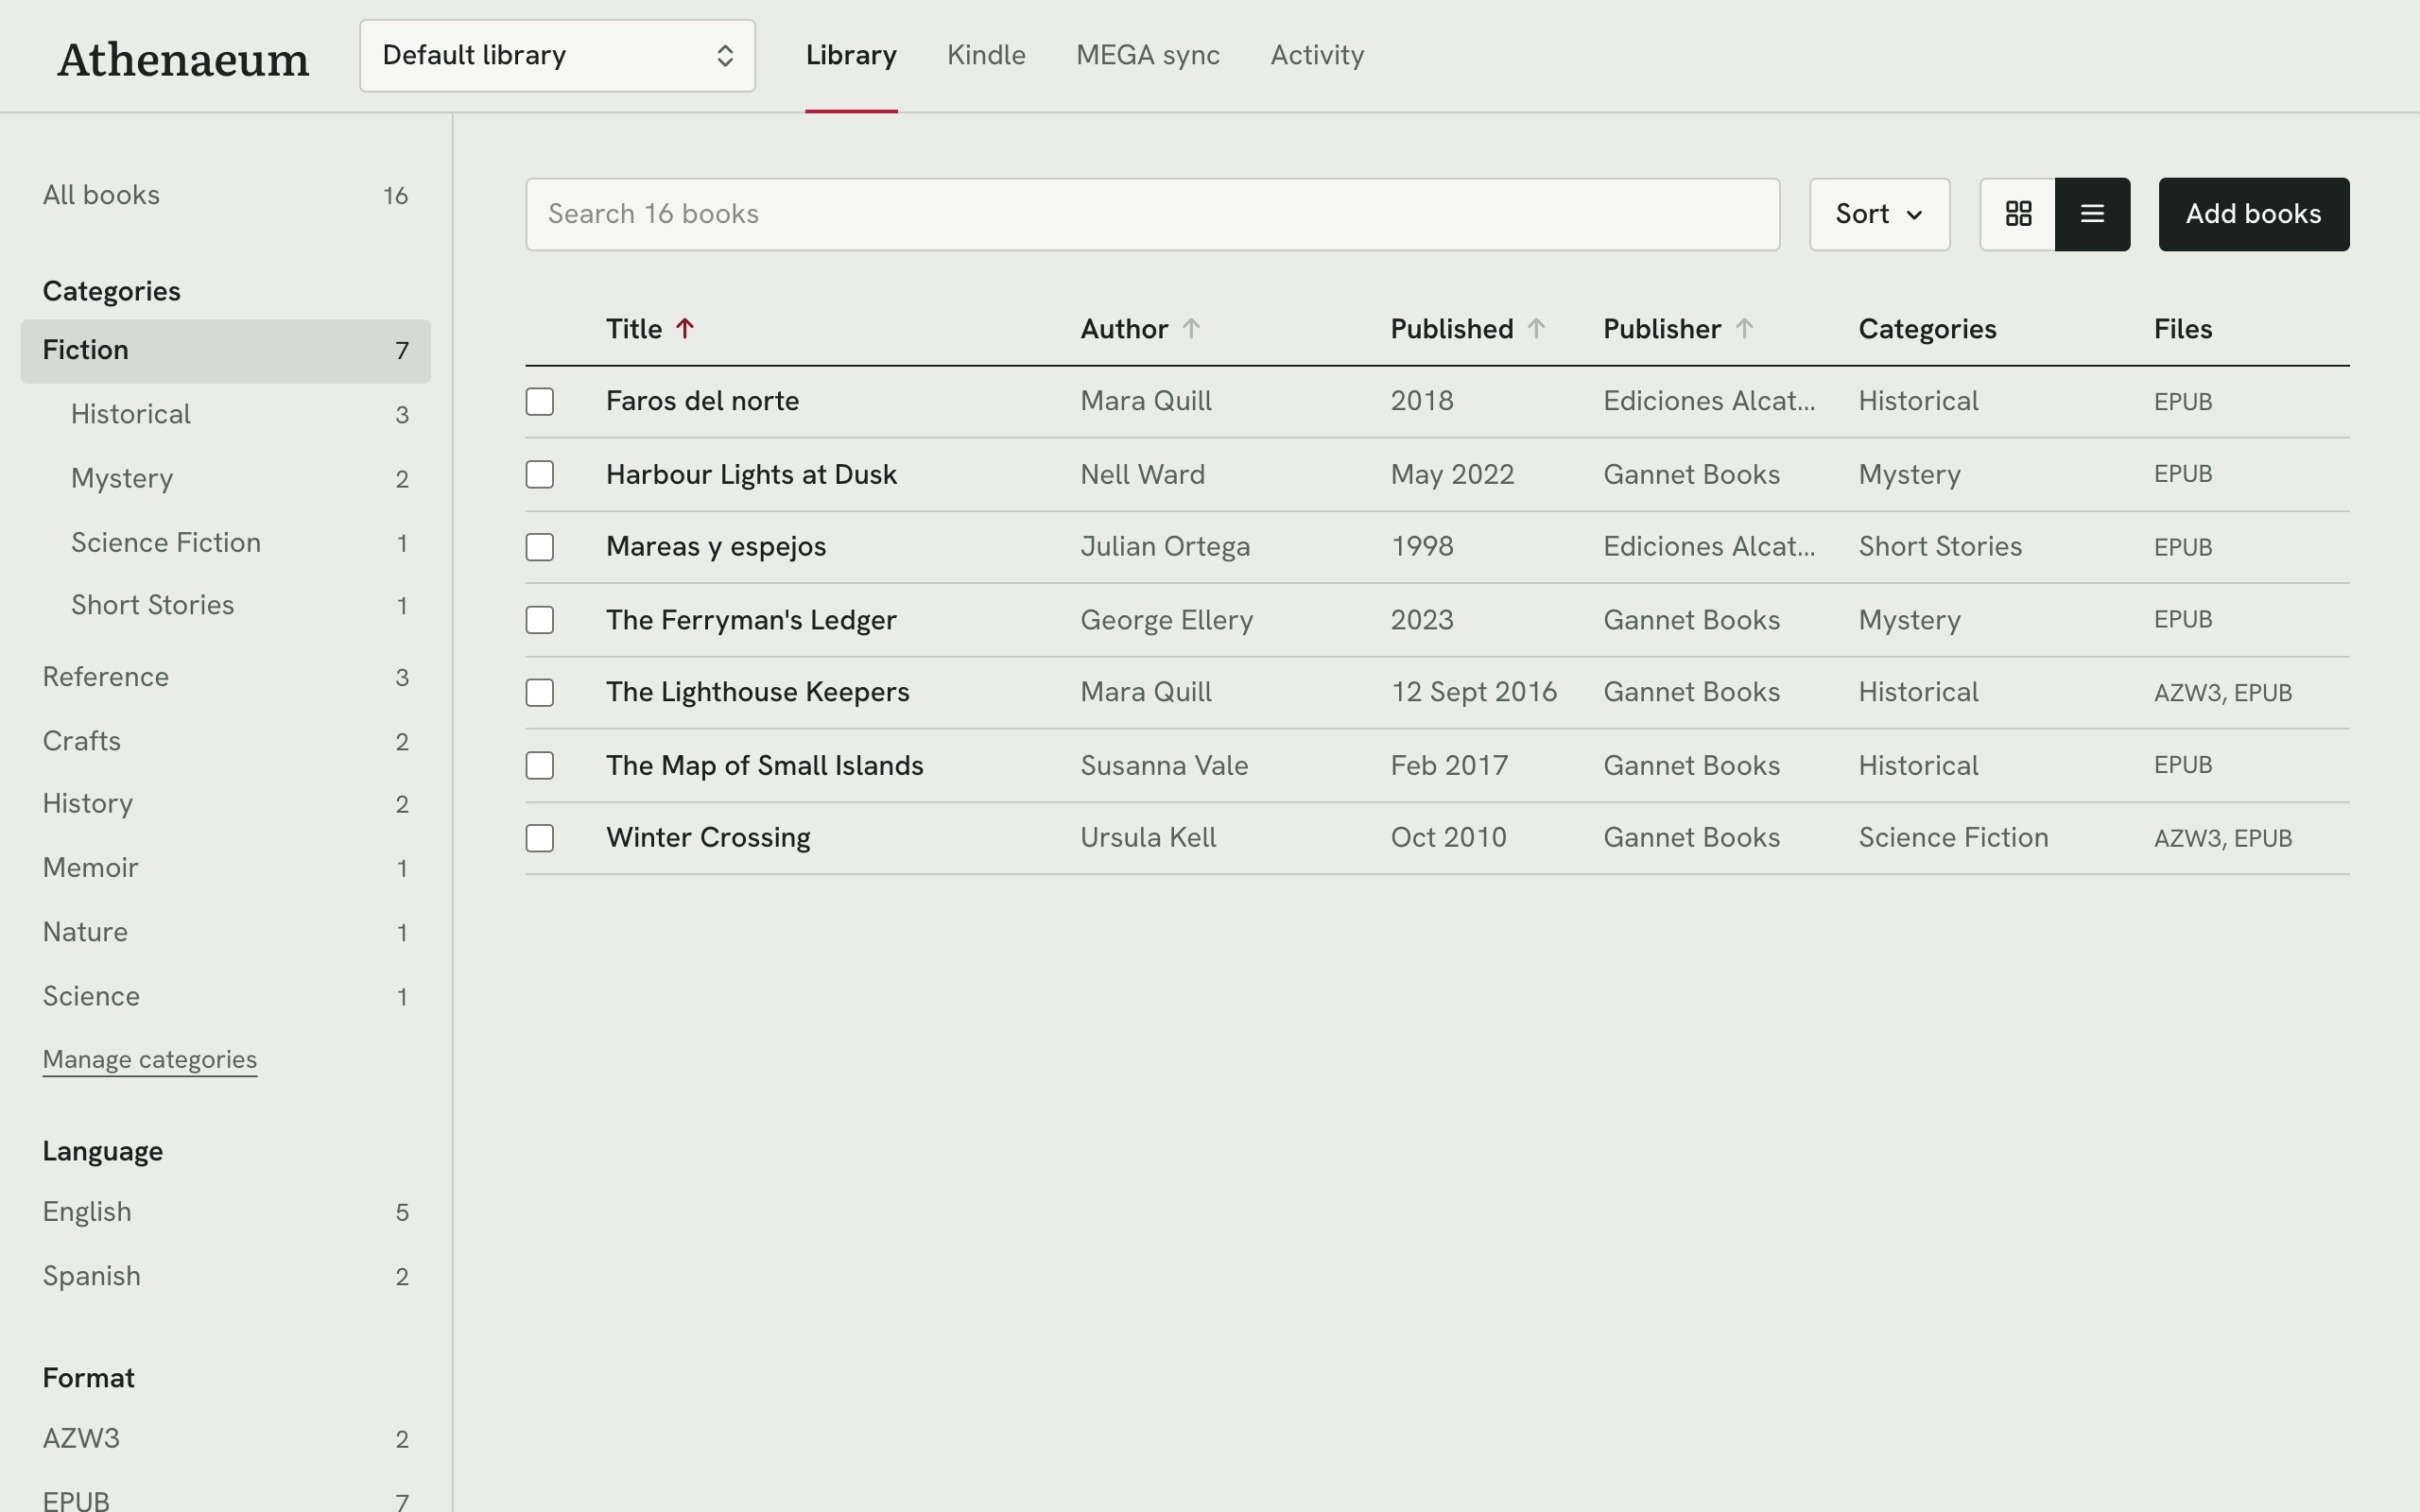 Athenaeum
Default library
Library Kindle MEGA sync Activity
All books 16
Categories
Fiction 7
Historical 3
Mystery 2
Science Fiction 1
Short Stories 1
Reference 3
Crafts 2
History 2
Memoir 1
Nature 1
Science 1
Manage categories
Language
English 5
Spanish 2
Format
AZW3 2
EPUB 7
Search 16 books
Sort
Add books
Title Author Published Publisher Categories Files
Faros del norte Mara Quill 2018 Ediciones Alcat... Historical EPUB
Harbour Lights at Dusk Nell Ward May 2022 Gannet Books Mystery EPUB
Mareas y espejos Julian Ortega 1998 Ediciones Alcat... Short Stories EPUB
The Ferryman's Ledger George Ellery 2023 Gannet Books Mystery EPUB
The Lighthouse Keepers Mara Quill 12 Sept 2016 Gannet Books Historical AZW3, EPUB
The Map of Small Islands Susanna Vale Feb 2017 Gannet Books Historical EPUB
Winter Crossing Ursula Kell Oct 2010 Gannet Books Science Fiction AZW3, EPUB